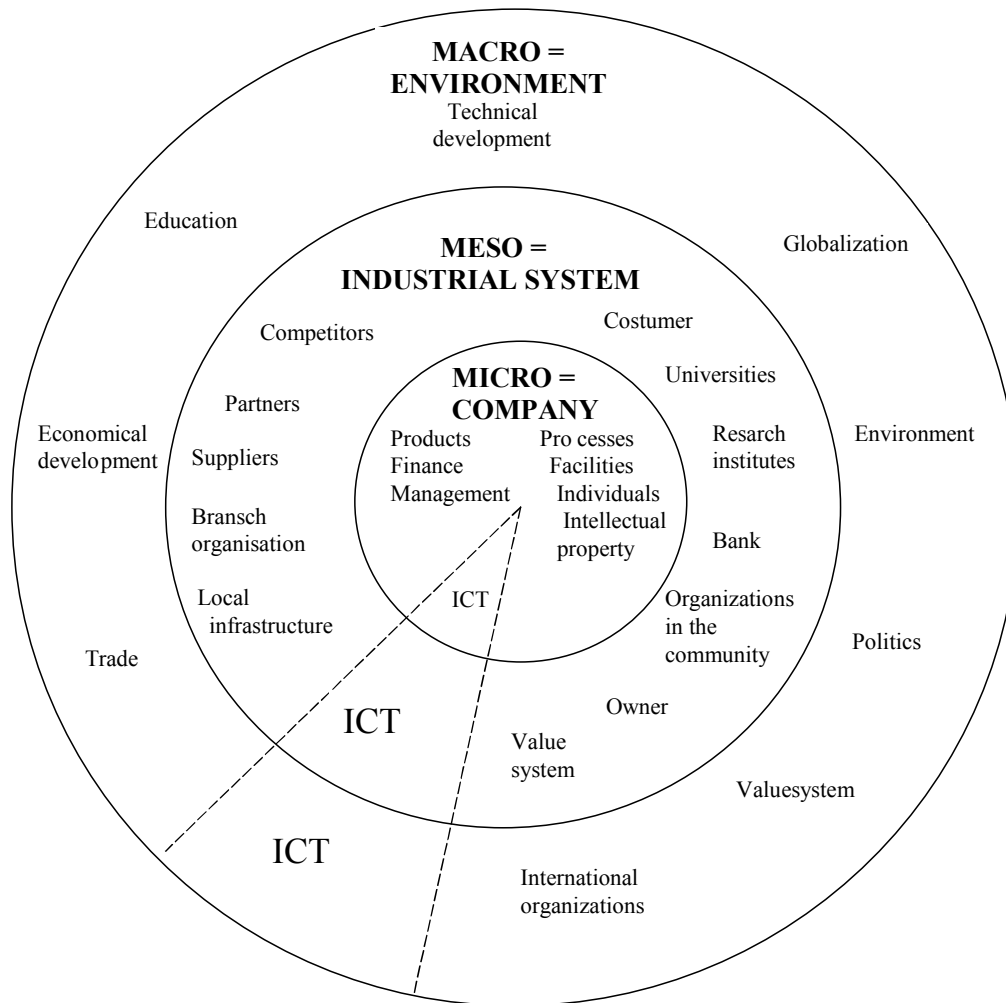 MACRO =
ENVIRONMENT
Technical
development
Education
Globalization
MESO =
INDUSTRIAL SYSTEM
Competitors
Costumer
Universities
Partners
MICRO =
COMPANY
Economical
development
Suppliers
Products
Finance
Management
Pro cesses
Facilities
Individuals
Intellectual
property
Resarch
institutes
Environment
Bransch
organisation
Bank
Local
infrastructure
ICT
Organizations
in the
community
Trade
Politics
ICT
Owner
Value
system
Valuesystem
ICT
International
organizations